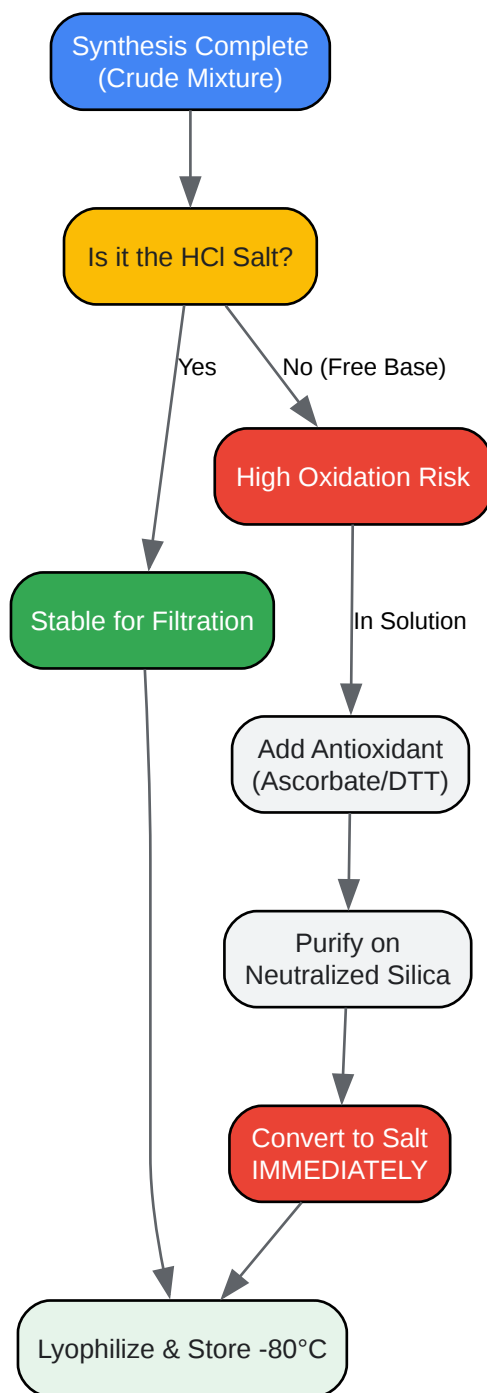 Synthesis Complete
(Crude Mixture)
Is it the HCl Salt?
Yes
No (Free Base)
High Oxidation Risk
Stable for Filtration
In Solution
Add Antioxidant
(Ascorbate/DTT)
Purify on
Neutralized Silica
Convert to Salt
IMMEDIATELY
Lyophilize & Store -80°C